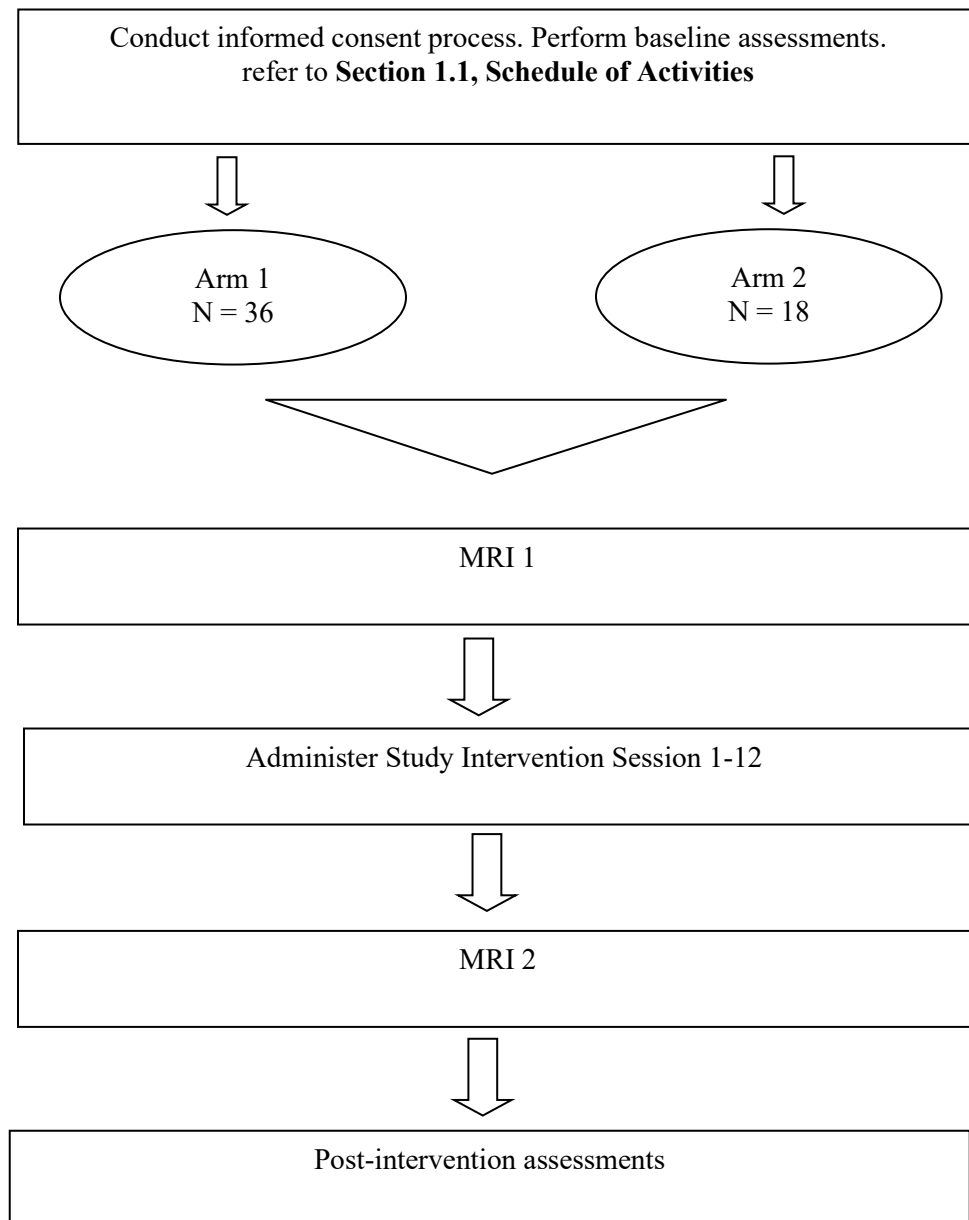 Conduct informed consent process. Perform baseline assessments.
refer to Section 1.1, Schedule of Activities
Arm 1
N = 36
Arm 2
N = 18
MRI 1
Administer Study Intervention Session 1-12
MRI 2
Post-intervention assessments